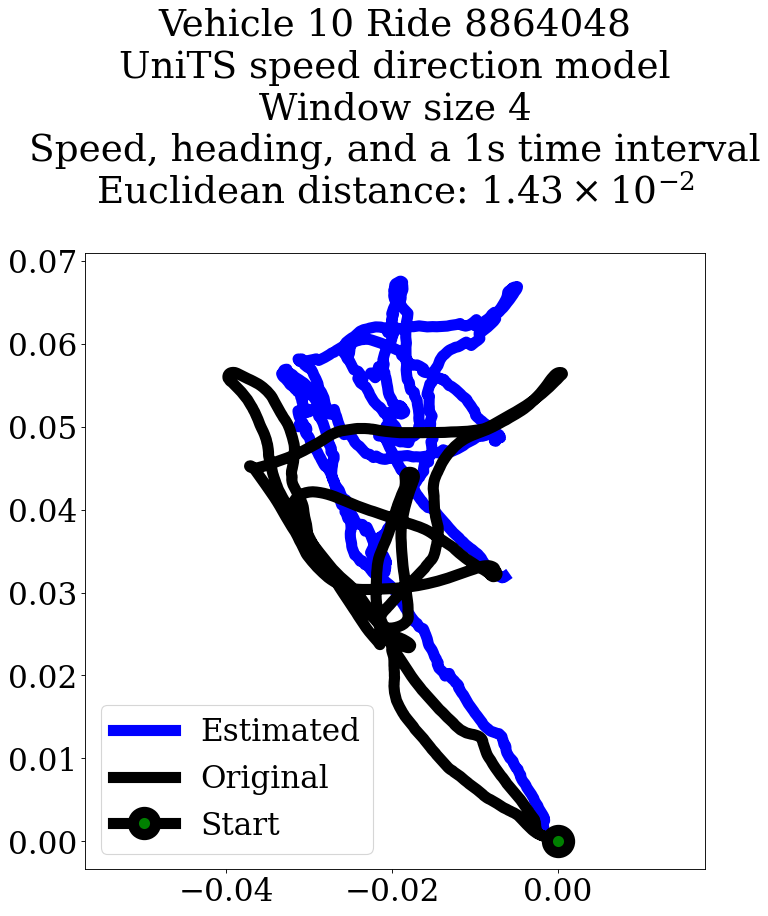 Vehicle 10 Ride 8864048
UniTS speed direction model
Window size 4
Speed, heading, and a 1s time interval
Euclidean distance: 1.43 × 10⁻²
0.07
0.06
0.05
0.04
0.03
0.02
0.01
0.00
Estimated
Original
Start
−0.04 −0.02 0.00